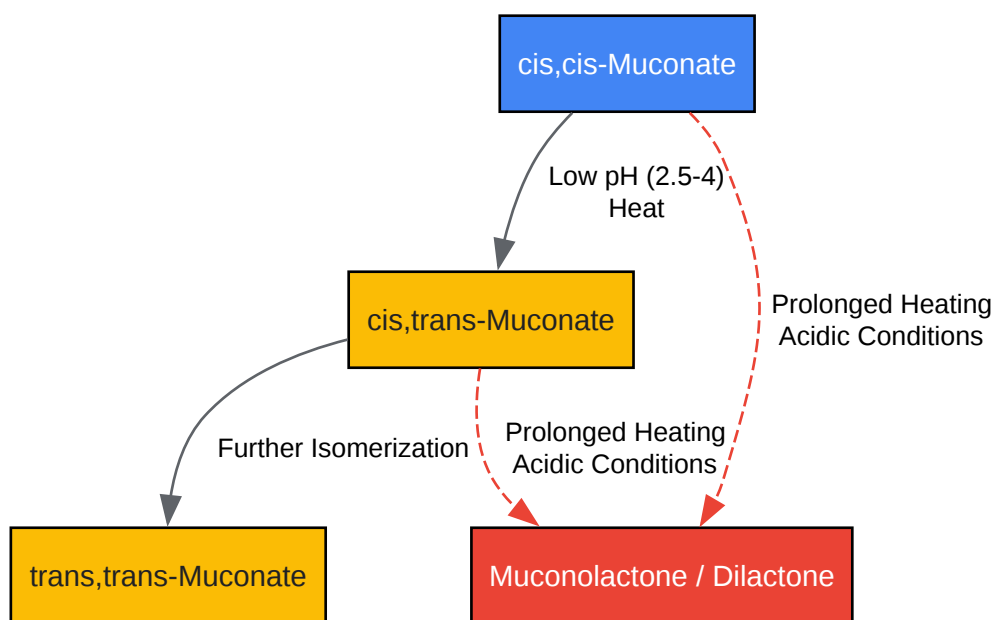 cis,cis-Muconate
Low pH (2.5-4)
Heat
Prolonged Heating
Acidic Conditions
cis,trans-Muconate
Further Isomerization
Prolonged Heating
Acidic Conditions
trans,trans-Muconate
Muconolactone / Dilactone